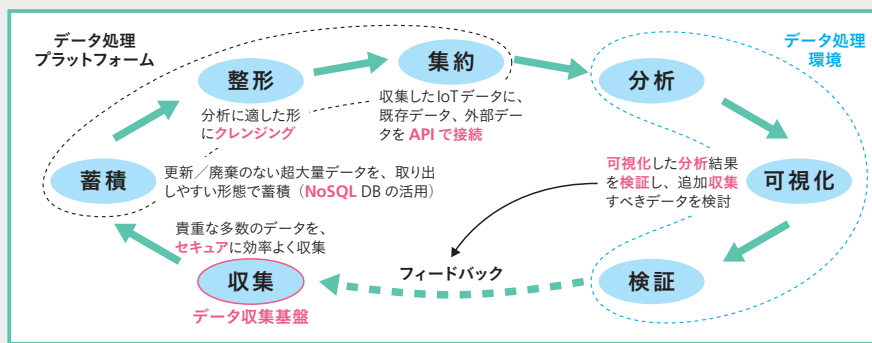 データ処理
プラットフォーム
整形
分析に適した形
にクレンジング
集約
収集したIoTデータに、
既存データ、外部デー
タを API で接続
分析
データ処理
環境
蓄積
更新／廃棄のない超大量データを、取り出
しやすい形態で蓄積（NoSQL DB の活用）
可視化した分析結果
を検証し、追加収集
すべきデータを検討
可視化
貴重な多数のデータを、
セキュアに効率よく収集
収集
データ収集基盤
フィードバック
検証